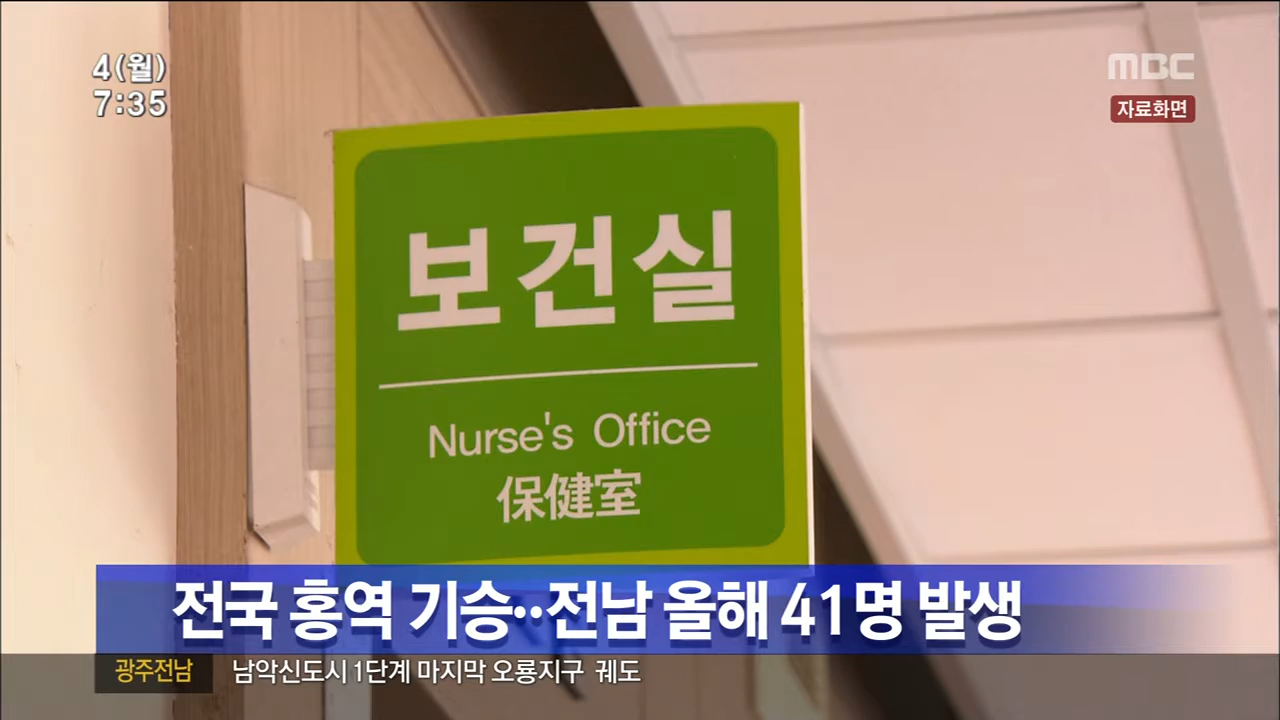 4(월)
7:35
MBC
자료화면
보건실
Nurse's Office
保健室
전국 홍역 기승··전남 올해 41명 발생
광주전남 남악신도시 1단계 마지막 오룡지구 궤도